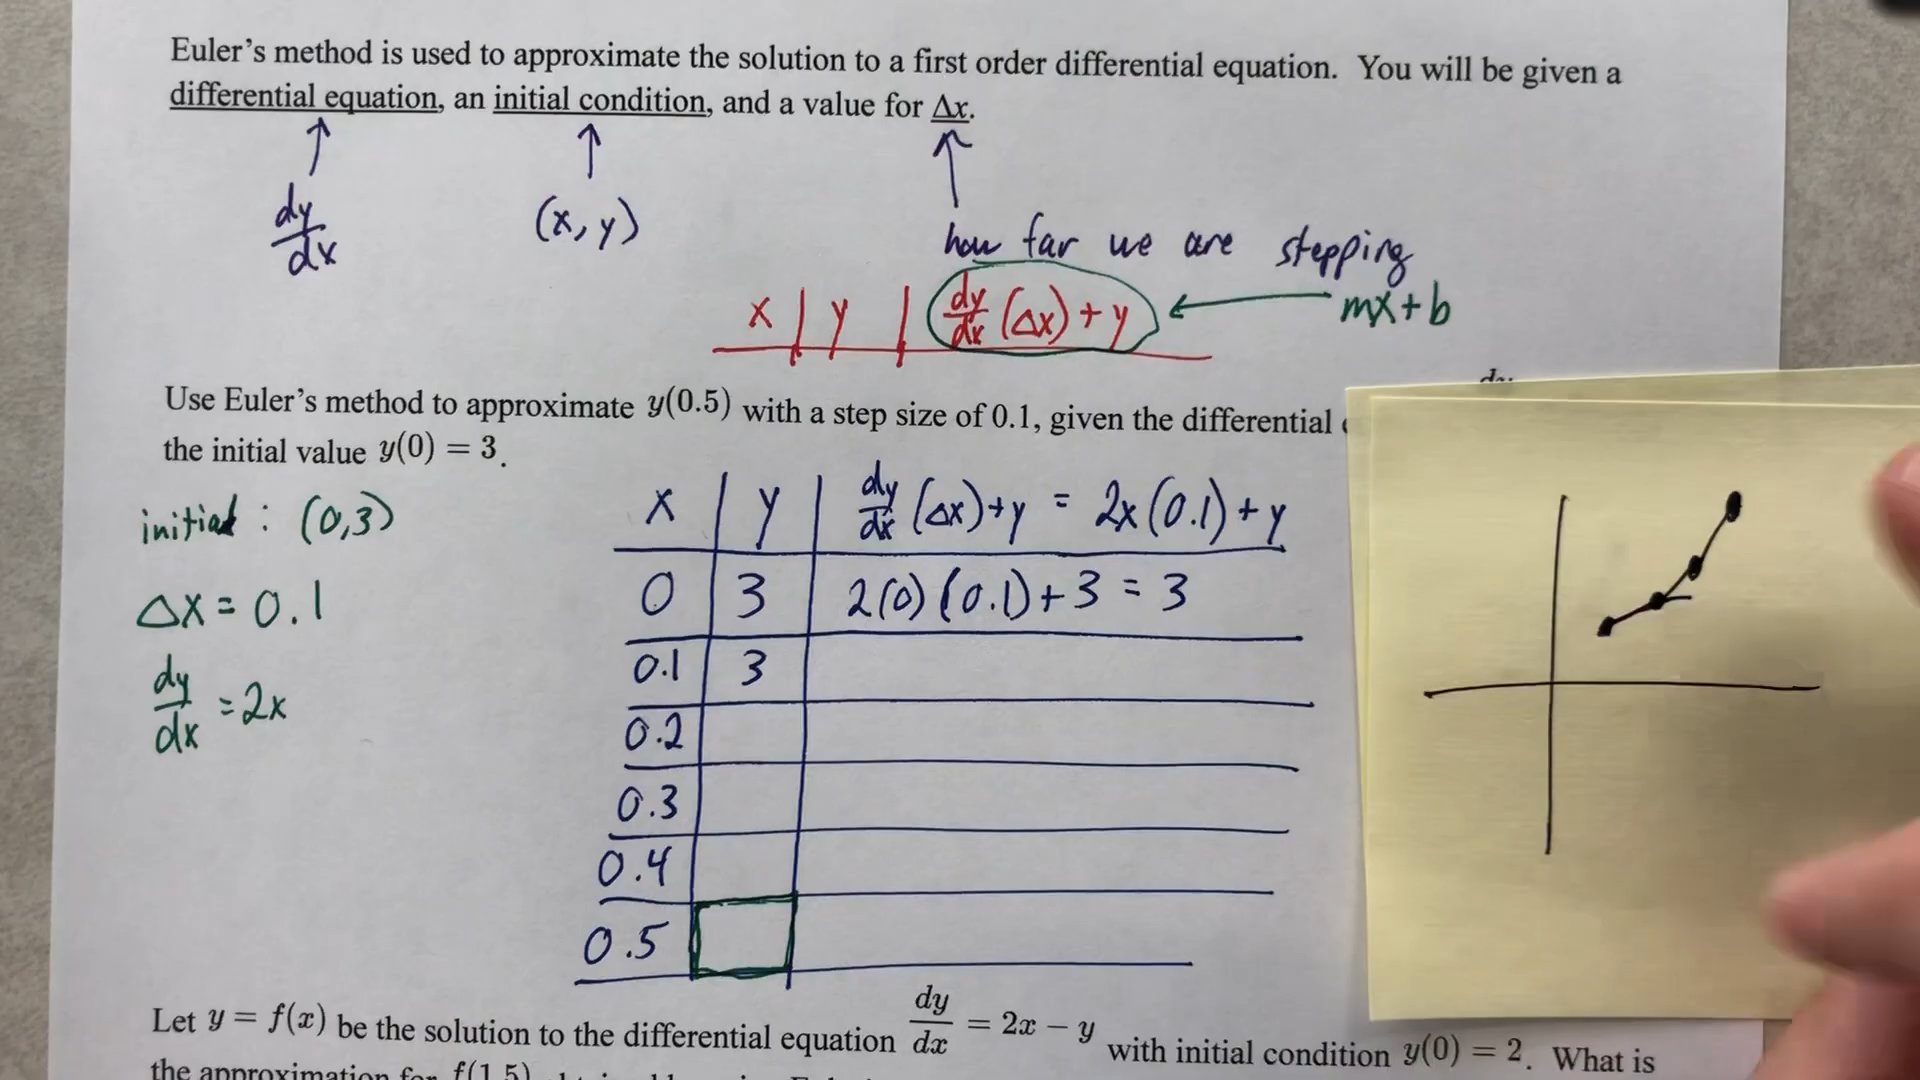 Euler's method is used to approximate the solution to a first order differential equation. You will be given a
differential equation, an initial condition, and a value for Δx.
dy/dx
(x, y)
how far we are stepping
x | y | dy/dx (Δx) + y
mx + b
Use Euler's method to approximate y(0.5) with a step size of 0.1, given the differential
the initial value y(0) = 3.
initial : (0,3)
Δx = 0.1
dy/dx = 2x
x | y | dy/dx (Δx)+y = 2x(0.1)+y
0 | 3 | 2(0)(0.1)+3 = 3
0.1 | 3
0.2
0.3
0.4
0.5
Let y = f(x) be the solution to the differential equation dy/dx = 2x − y with initial condition y(0) = 2. What is
the approximation for f(1.5)